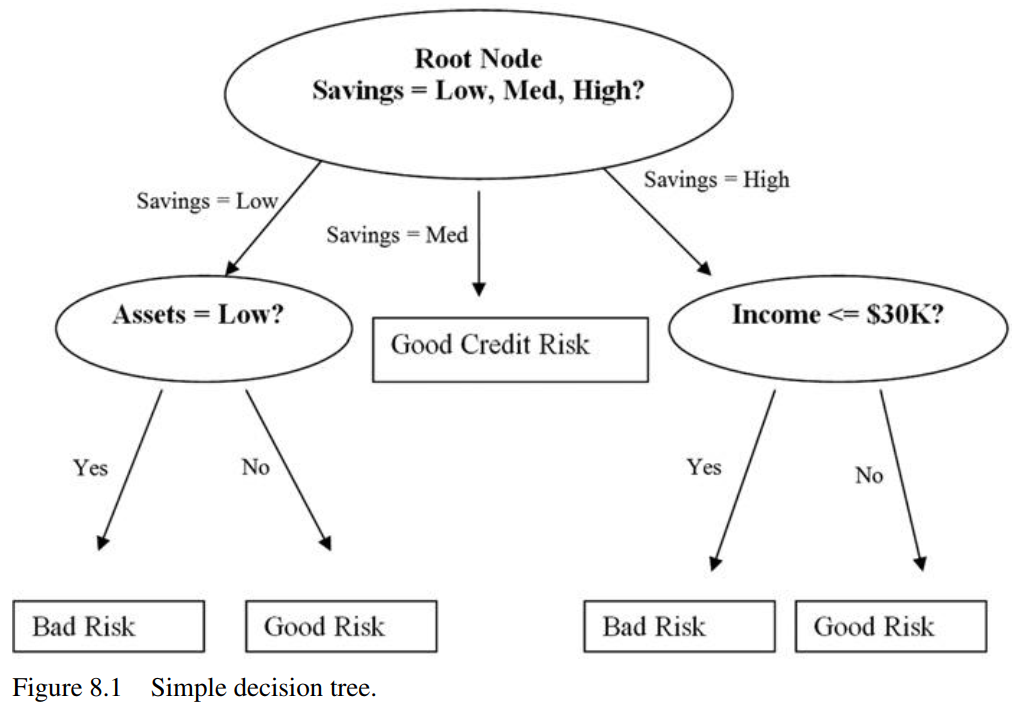 Root Node
Savings = Low, Med, High?
Savings = Low
Savings = Med
Savings = High
Assets = Low?
Good Credit Risk
Income <= $30K?
Yes
No
Yes
No
Bad Risk
Good Risk
Bad Risk
Good Risk
Figure 8.1 Simple decision tree.